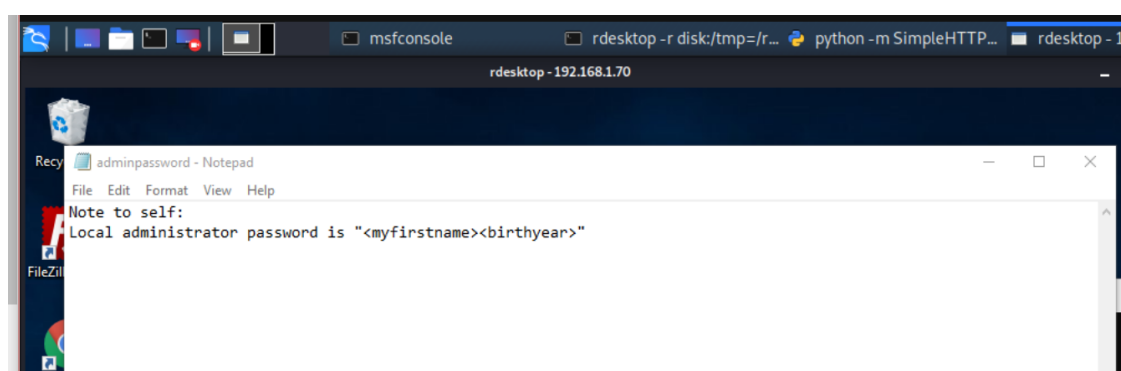 msfconsole
rdesktop -r disk:/tmp=/r...
python -m SimpleHTTP...
rdesktop - 1
rdesktop - 192.168.1.70
Recy
adminpassword - Notepad
File Edit Format View Help
Note to self:
Local administrator password is "<myfirstname><birthyear>"
FileZil